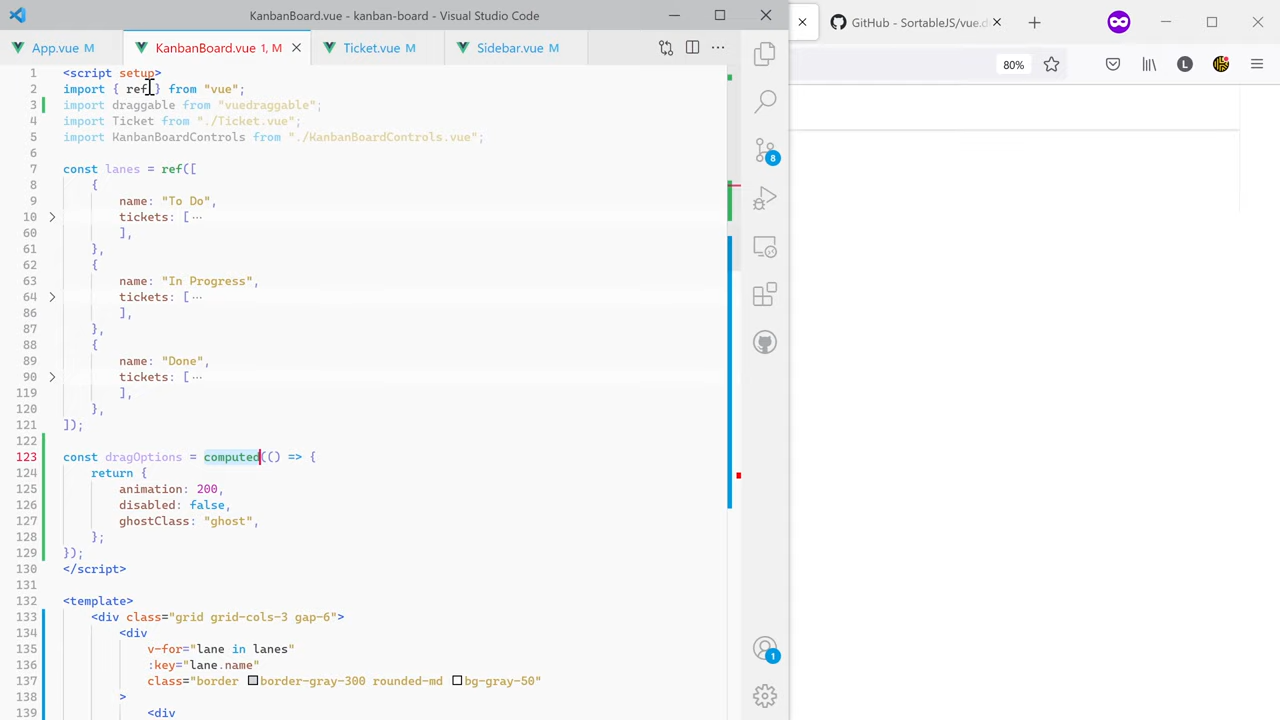 KanbanBoard.vue - kanban-board - Visual Studio Code
GitHub - SortableJS/vue.d
App.vue M
KanbanBoard.vue 1, M
Ticket.vue M
Sidebar.vue M
80%
L
1 <script setup>
2 import { ref } from "vue";
3 import draggable from "vuedraggable";
4 import Ticket from "./Ticket.vue";
5 import KanbanBoardControls from "./KanbanBoardControls.vue";
6
7 const lanes = ref([
8 {
9 name: "To Do",
10 tickets: [ ···
60 ],
61 },
62 {
63 name: "In Progress",
64 tickets: [ ···
86 ],
87 },
88 {
89 name: "Done",
90 tickets: [ ···
119 ],
120 },
121 ]);
122
123 const dragOptions = computed(() => {
124 return {
125 animation: 200,
126 disabled: false,
127 ghostClass: "ghost",
128 };
129 });
130 </script>
131
132 <template>
133 <div class="grid grid-cols-3 gap-6">
134 <div
135 v-for="lane in lanes"
136 :key="lane.name"
137 class="border border-gray-300 rounded-md bg-gray-50"
138 >
139 <div
8
1